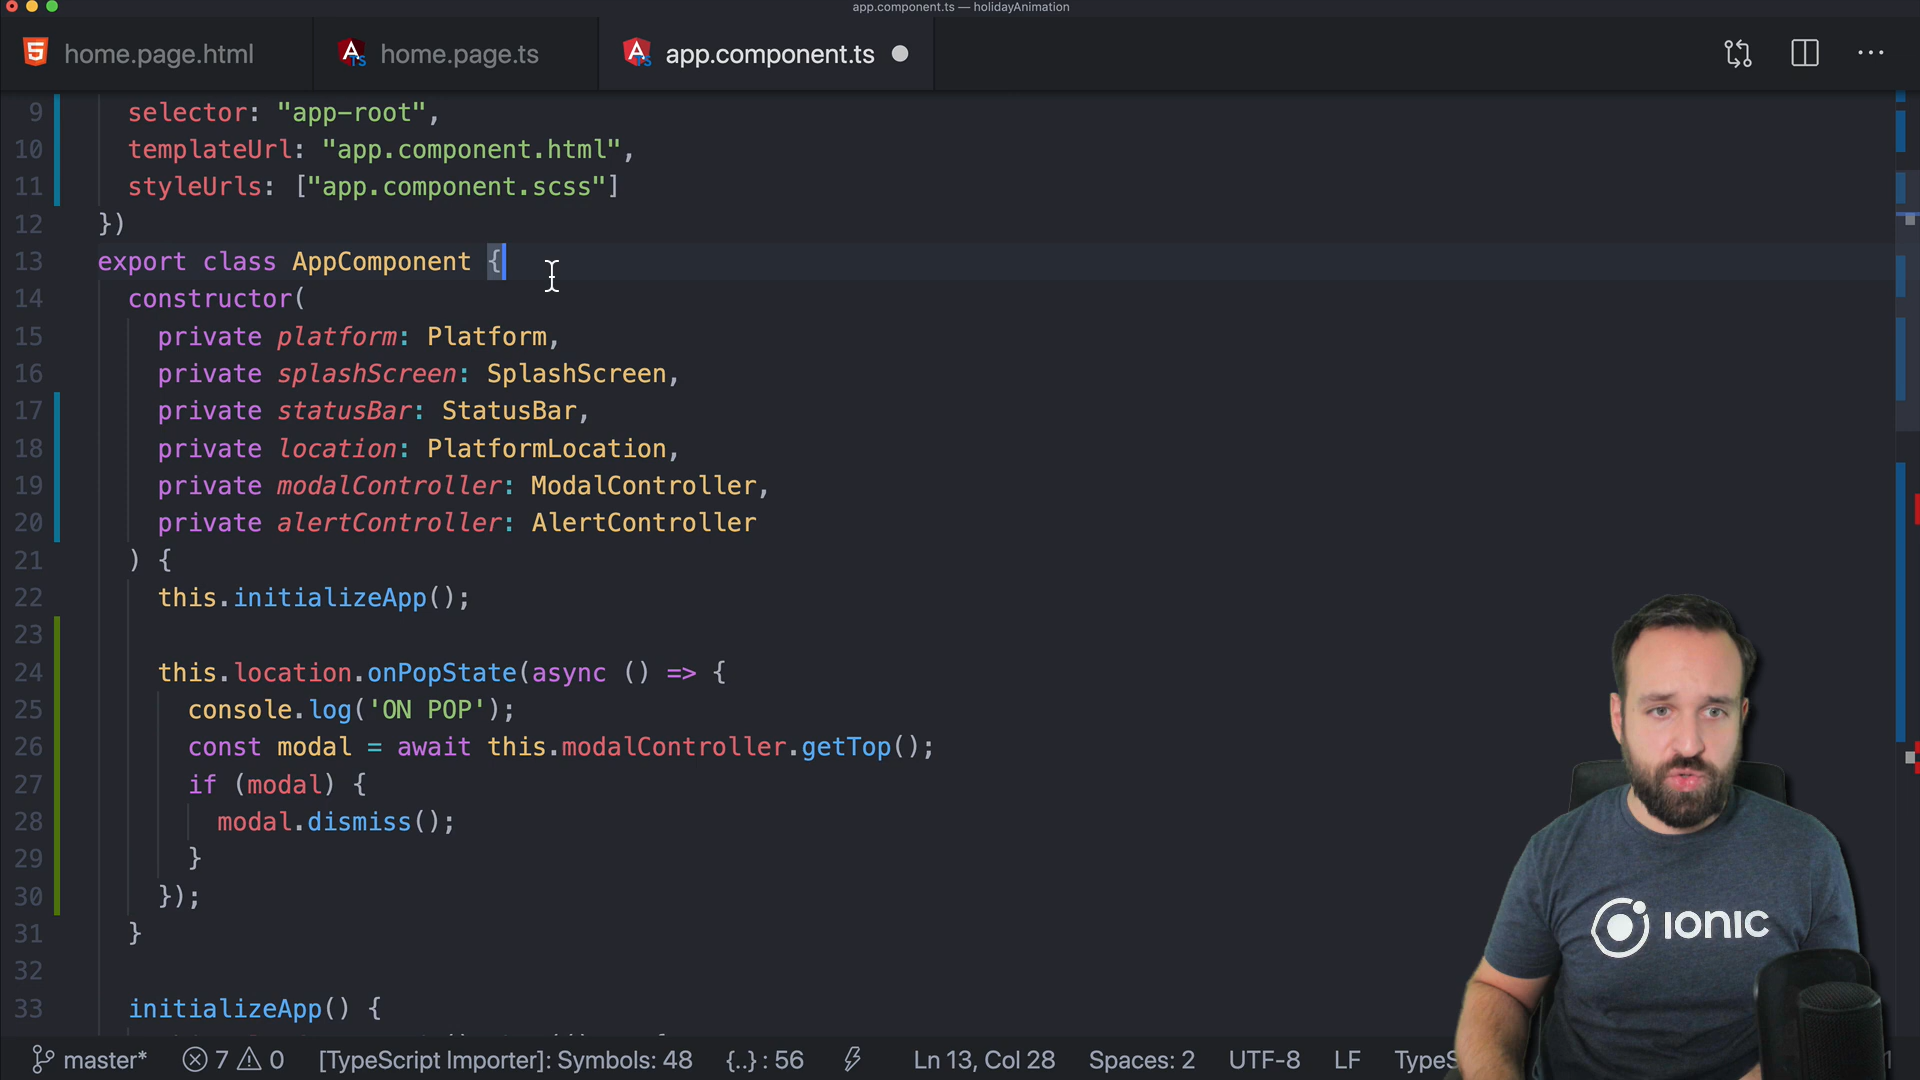 app.component.ts — holidayAnimation
home.page.html
home.page.ts
app.component.ts
9 selector: "app-root",
10 templateUrl: "app.component.html",
11 styleUrls: ["app.component.scss"]
12 })
13 export class AppComponent {
14 constructor(
15 private platform: Platform,
16 private splashScreen: SplashScreen,
17 private statusBar: StatusBar,
18 private location: PlatformLocation,
19 private modalController: ModalController,
20 private alertController: AlertController
21 ) {
22 this.initializeApp();
23
24 this.location.onPopState(async () => {
25 console.log('ON POP');
26 const modal = await this.modalController.getTop();
27 if (modal) {
28 modal.dismiss();
29 }
30 });
31 }
32
33 initializeApp() {
IONIC
master* 7 0 [TypeScript Importer]: Symbols: 48 {..} : 56 Ln 13, Col 28 Spaces: 2 UTF-8 LF TypeS